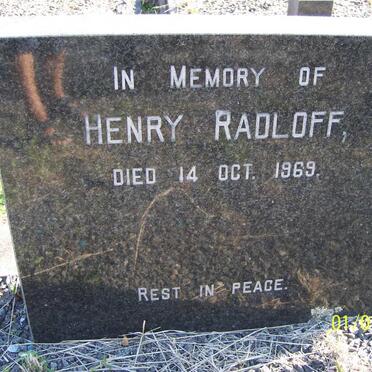 In Memory of
Henry Radloff,
Died 14 Oct. 1969.
Rest in peace.